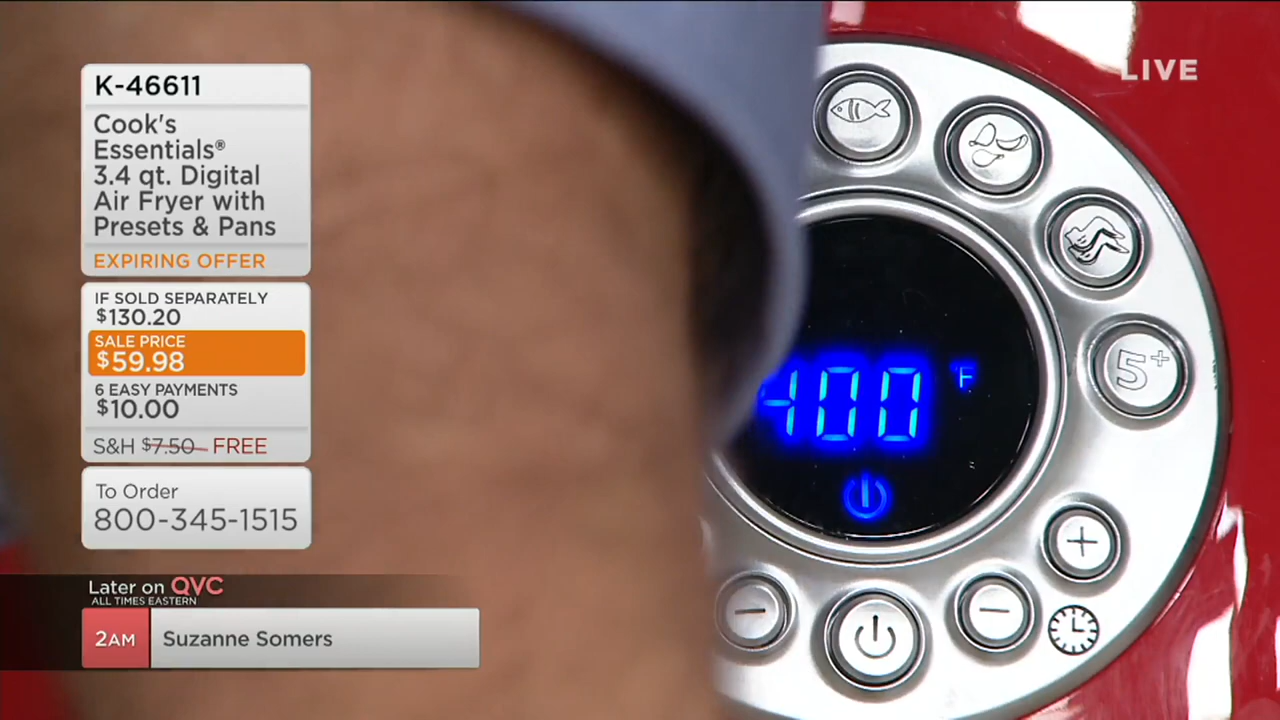 K-46611
Cook's
Essentials®
3.4 qt. Digital
Air Fryer with
Presets & Pans
EXPIRING OFFER
IF SOLD SEPARATELY
$130.20
SALE PRICE
$59.98
6 EASY PAYMENTS
$10.00
S&H $7.50 FREE
To Order
800-345-1515
Later on QVC
ALL TIMES EASTERN
2AM Suzanne Somers
LIVE
5+
400 °F